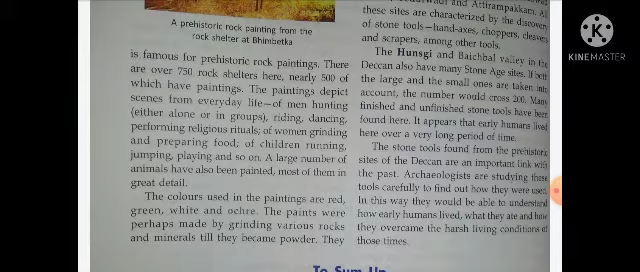 A prehistoric rock painting from the
rock shelter at Bhimbetka
is famous for prehistoric rock paintings. There
are over 750 rock shelters here, nearly 500 of
which have paintings. The paintings depict
scenes from everyday life—of men hunting
(either alone or in groups), riding, dancing,
performing religious rituals; of women grinding
and preparing food; of children running,
jumping, playing and so on. A large number of
animals have also been painted, most of them in
great detail.
The colours used in the paintings are red,
green, white and ochre. The paints were
perhaps made by grinding various rocks
and minerals till they became powder. They
and Attirampakkam. All
these sites are characterized by the discovery
of stone tools—hand-axes, choppers, cleavers
and scrapers, among other tools.
The Hunsgi and Baichbal valley in the
Deccan also have many Stone Age sites. If both
the large and the small ones are taken into
account, the number would cross 200. Many
finished and unfinished stone tools have been
found here. It appears that early humans lived
here over a very long period of time.
The stone tools found from the prehistoric
sites of the Deccan are an important link with
the past. Archaeologists are studying these
tools carefully to find out how they were used.
In this way they would be able to understand
how early humans lived, what they ate and how
they overcame the harsh living conditions of
those times.
To Sum Up
Made with
KINEMASTER